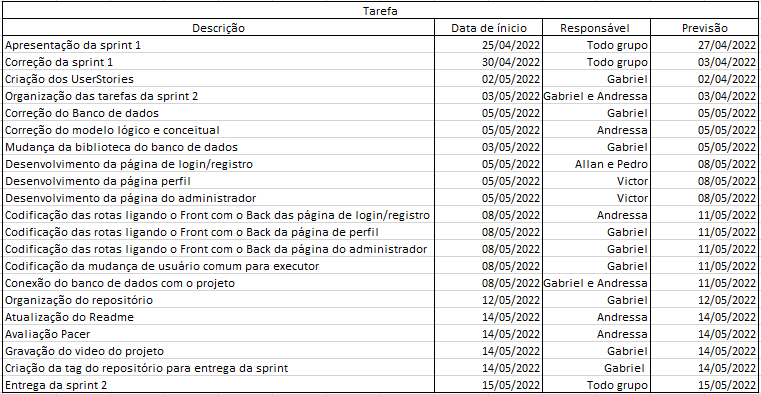 Tarefa
Descrição Data de ínicio Responsável Previsão
Apresentação da sprint 1 25/04/2022 Todo grupo 27/04/2022
Correção da sprint 1 30/04/2022 Todo grupo 03/04/2022
Criação dos UserStories 02/05/2022 Gabriel 02/04/2022
Organização das tarefas da sprint 2 03/05/2022 Gabriel e Andressa 03/04/2022
Correção do Banco de dados 05/05/2022 Gabriel 05/05/2022
Correção do modelo lógico e conceitual 05/05/2022 Andressa 05/05/2022
Mudança da biblioteca do banco de dados 03/05/2022 Gabriel 05/05/2022
Desenvolvimento da página de login/registro 05/05/2022 Allan e Pedro 08/05/2022
Desenvolvimento da página perfil 05/05/2022 Victor 08/05/2022
Desenvolvimento da página do administrador 05/05/2022 Victor 08/05/2022
Codificação das rotas ligando o Front com o Back das página de login/registro 08/05/2022 Andressa 11/05/2022
Codificação das rotas ligando o Front com o Back da página de perfil 08/05/2022 Gabriel 11/05/2022
Codificação das rotas ligando o Front com o Back da página do administrador 08/05/2022 Gabriel 11/05/2022
Codificação da mudança de usuário comum para executor 08/05/2022 Gabriel 11/05/2022
Conexão do banco de dados com o projeto 08/05/2022 Gabriel e Andressa 11/05/2022
Organização do repositório 12/05/2022 Gabriel 12/05/2022
Atualização do Readme 14/05/2022 Andressa 14/05/2022
Avaliação Pacer 14/05/2022 Andressa 14/05/2022
Gravação do video do projeto 14/05/2022 Gabriel 14/05/2022
Criação da tag do repositório para entrega da sprint 14/05/2022 Gabriel 14/05/2022
Entrega da sprint 2 15/05/2022 Todo grupo 15/05/2022